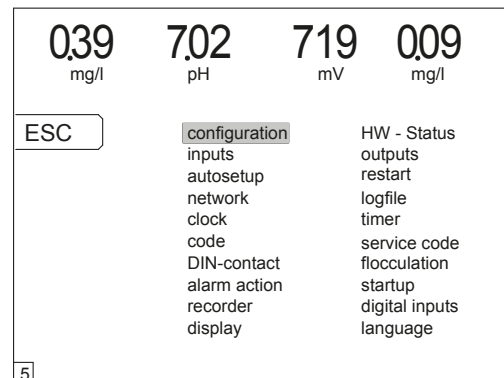 0.39 7.02 719 0.09
mg/l pH mV mg/l
ESC
configuration HW - Status
inputs outputs
autosetup restart
network logfile
clock timer
code service code
DIN-contact flocculation
alarm action startup
recorder digital inputs
display language
5